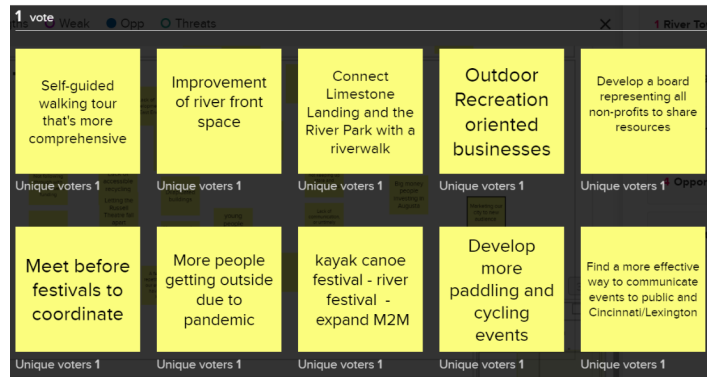 1 vote
Weak Opp Threats
1 River To
Self-guided
walking tour
that's more
comprehensive
Unique voters 1
Improvement
of river front
space
Unique voters 1
Connect
Limestone
Landing and the
River Park with a
riverwalk
Unique voters 1
Outdoor
Recreation
oriented
businesses
Unique voters 1
Develop a board
representing all
non-profits to share
resources
Unique voters 1
Oppor
Meet before
festivals to
coordinate
Unique voters 1
More people
getting outside
due to
pandemic
Unique voters 1
kayak canoe
festival - river
festival -
expand M2M
Unique voters 1
Develop
more
paddling and
cycling
events
Unique voters 1
Find a more effective
way to communicate
events to public and
Cincinnati/Lexington
Unique voters 1